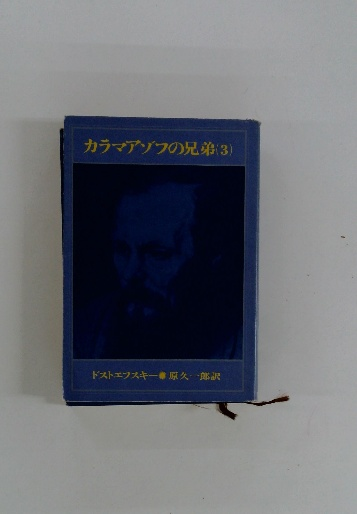 カラマアゾフの兄弟(3)
ドストエフスキー●原久一郎訳